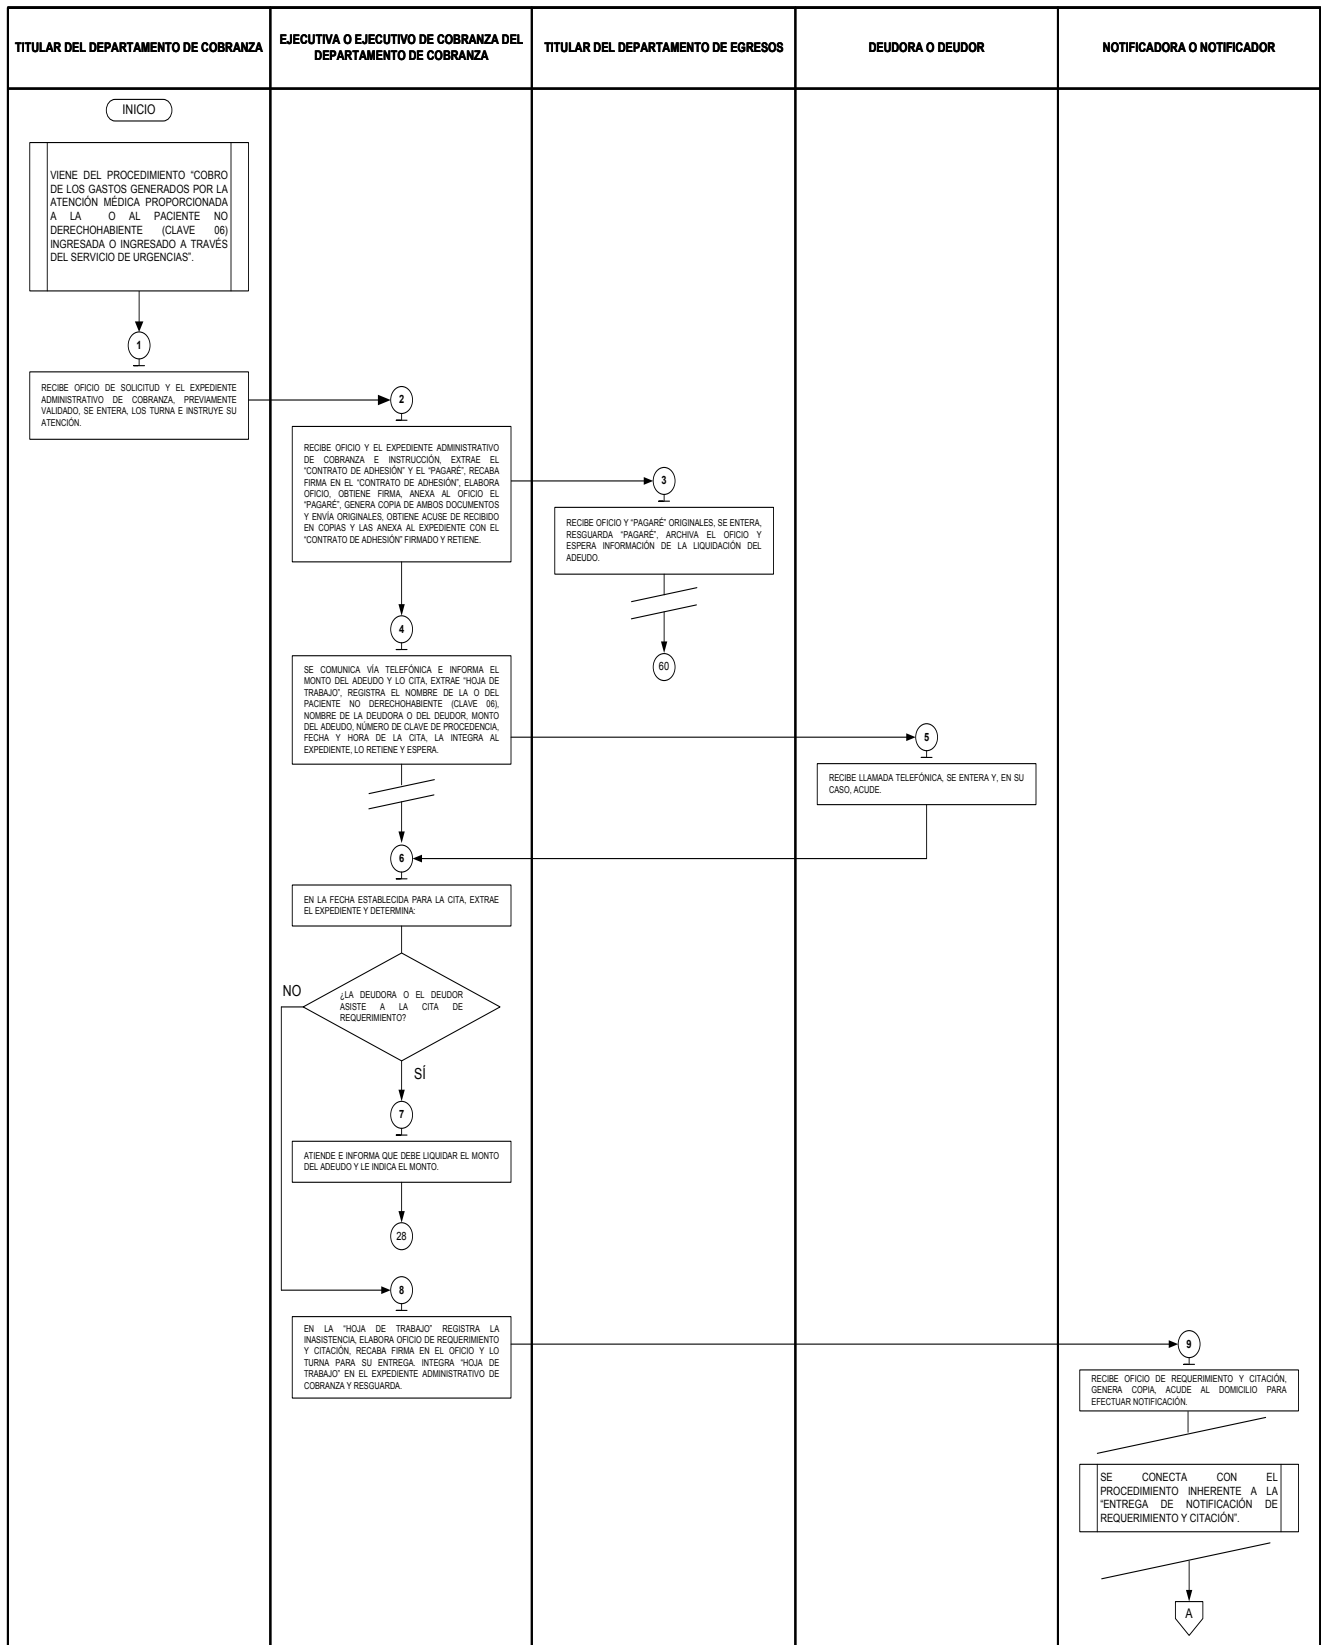 TITULAR DEL DEPARTAMENTO DE COBRANZA
EJECUTIVA O EJECUTIVO DE COBRANZA DEL
DEPARTAMENTO DE COBRANZA
TITULAR DEL DEPARTAMENTO DE EGRESOS
DEUDORA O DEUDOR
NOTIFICADORA O NOTIFICADOR
INICIO
VIENE DEL PROCEDIMIENTO "COBRO
DE LOS GASTOS GENERADOS POR LA
ATENCIÓN MÉDICA PROPORCIONADA
A LA O AL PACIENTE NO
DERECHOHABIENTE (CLAVE 06)
INGRESADA O INGRESADO A TRAVÉS
DEL SERVICIO DE URGENCIAS".
1
RECIBE OFICIO DE SOLICITUD Y EL EXPEDIENTE
ADMINISTRATIVO DE COBRANZA, PREVIAMENTE
VALIDADO, SE ENTERA, LOS TURNA E INSTRUYE SU
ATENCIÓN.
2
RECIBE OFICIO Y EL EXPEDIENTE ADMINISTRATIVO
DE COBRANZA E INSTRUCCIÓN, EXTRAE EL
"CONTRATO DE ADHESIÓN" Y EL "PAGARÉ", RECABA
FIRMA EN EL "CONTRATO DE ADHESIÓN", ELABORA
OFICIO, OBTIENE FIRMA, ANEXA AL OFICIO EL
"PAGARÉ", GENERA COPIA DE AMBOS DOCUMENTOS
Y ENVÍA ORIGINALES, OBTIENE ACUSE DE RECIBIDO
EN COPIAS Y LAS ANEXA AL EXPEDIENTE CON EL
"CONTRATO DE ADHESIÓN" FIRMADO Y RETIENE.
3
RECIBE OFICIO Y "PAGARÉ" ORIGINALES, SE ENTERA,
RESGUARDA "PAGARÉ", ARCHIVA EL OFICIO Y
ESPERA INFORMACIÓN DE LA LIQUIDACIÓN DEL
ADEUDO.
60
4
SE COMUNICA VÍA TELEFÓNICA E INFORMA EL
MONTO DEL ADEUDO Y LO CITA, EXTRAE "HOJA DE
TRABAJO", REGISTRA EL NOMBRE DE LA O DEL
PACIENTE NO DERECHOHABIENTE (CLAVE 06),
NOMBRE DE LA DEUDORA O DEL DEUDOR, MONTO
DEL ADEUDO, NÚMERO DE CLAVE DE PROCEDENCIA,
FECHA Y HORA DE LA CITA, LA INTEGRA AL
EXPEDIENTE, LO RETIENE Y ESPERA.
5
RECIBE LLAMADA TELEFÓNICA, SE ENTERA Y, EN SU
CASO, ACUDE.
6
EN LA FECHA ESTABLECIDA PARA LA CITA, EXTRAE
EL EXPEDIENTE Y DETERMINA:
NO
¿LA DEUDORA O EL DEUDOR
ASISTE A LA CITA DE
REQUERIMIENTO?
SÍ
7
ATIENDE E INFORMA QUE DEBE LIQUIDAR EL MONTO
DEL ADEUDO Y LE INDICA EL MONTO.
28
8
EN LA "HOJA DE TRABAJO" REGISTRA LA
INASISTENCIA, ELABORA OFICIO DE REQUERIMIENTO
Y CITACIÓN, RECABA FIRMA EN EL OFICIO Y LO
TURNA PARA SU ENTREGA. INTEGRA "HOJA DE
TRABAJO" EN EL EXPEDIENTE ADMINISTRATIVO DE
COBRANZA Y RESGUARDA.
9
RECIBE OFICIO DE REQUERIMIENTO Y CITACIÓN,
GENERA COPIA, ACUDE AL DOMICILIO PARA
EFECTUAR NOTIFICACIÓN.
SE CONECTA CON EL
PROCEDIMIENTO INHERENTE A LA
"ENTREGA DE NOTIFICACIÓN DE
REQUERIMIENTO Y CITACIÓN".
A